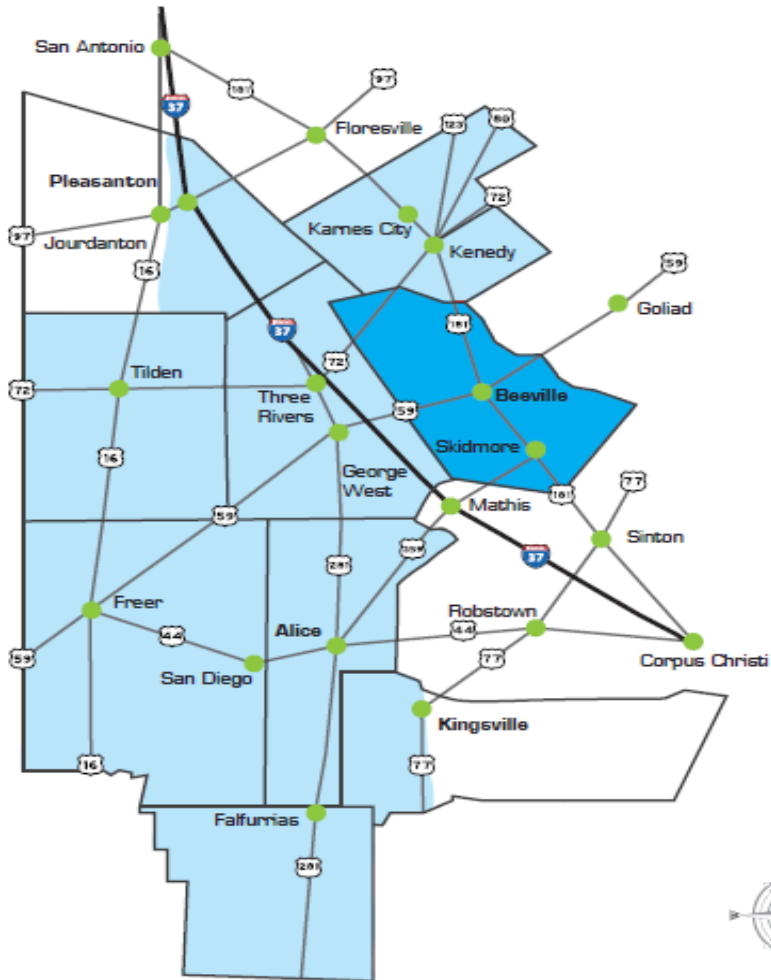 San Antonio
181
97
37
Floresville
123
80
Pleasanton
72
Karnes City
97
Jourdanton
Kenedy
16
59
Goliad
181
37
72
Tilden
72
Three
Rivers
59
Beeville
Skidmore
16
George
West
77
181
Mathis
59
Sinton
359
37
281
Freer
Robstown
44
Alice
44
59
San Diego
77
Corpus Christi
Kingsville
16
77
Falfurrias
281
W